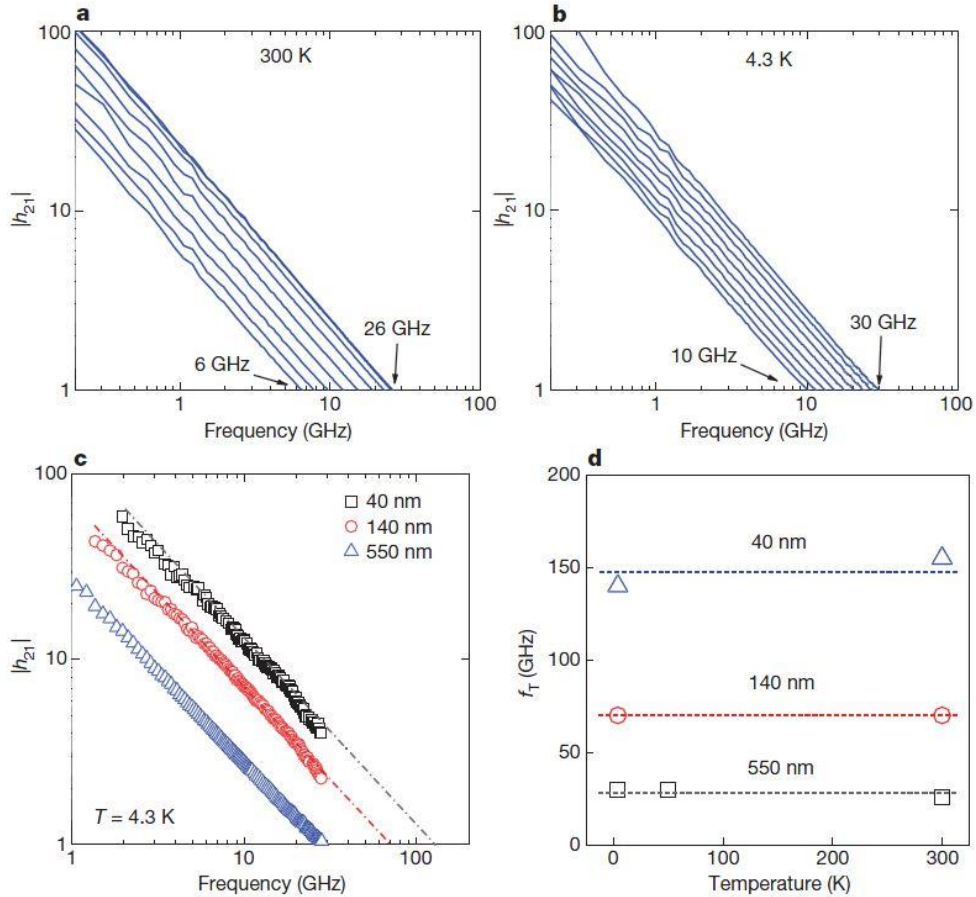 a
300 K
|h21|
100
10
1
6 GHz
26 GHz
1
10
100
Frequency (GHz)
b
4.3 K
|h21|
100
10
1
10 GHz
30 GHz
1
10
100
Frequency (GHz)
c
|h21|
100
10
1
40 nm
140 nm
550 nm
T = 4.3 K
1
10
100
Frequency (GHz)
d
fT (GHz)
200
150
100
50
0
40 nm
140 nm
550 nm
0
100
200
300
Temperature (K)